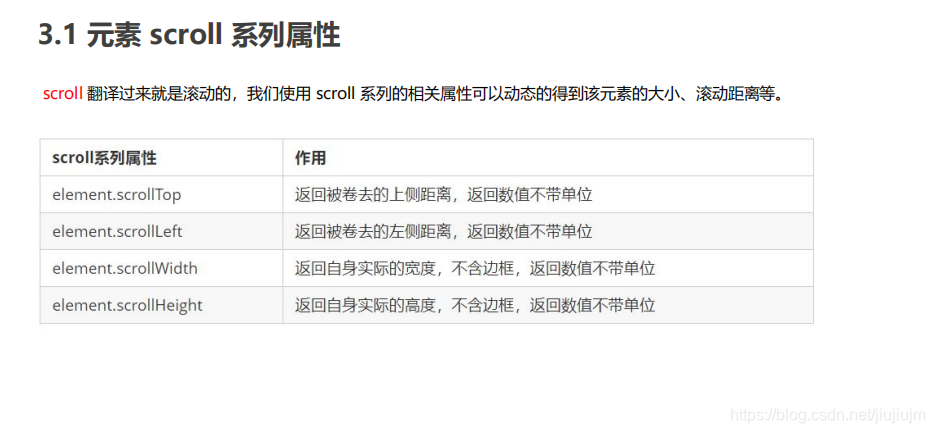 3.1 元素 scroll 系列属性
scroll 翻译过来就是滚动的，我们使用 scroll 系列的相关属性可以动态的得到该元素的大小、滚动距离等。
scroll系列属性 作用
element.scrollTop 返回被卷去的上侧距离，返回数值不带单位
element.scrollLeft 返回被卷去的左侧距离，返回数值不带单位
element.scrollWidth 返回自身实际的宽度，不含边框，返回数值不带单位
element.scrollHeight 返回自身实际的高度，不含边框，返回数值不带单位
https://blog.csdn.net/jiujiujm